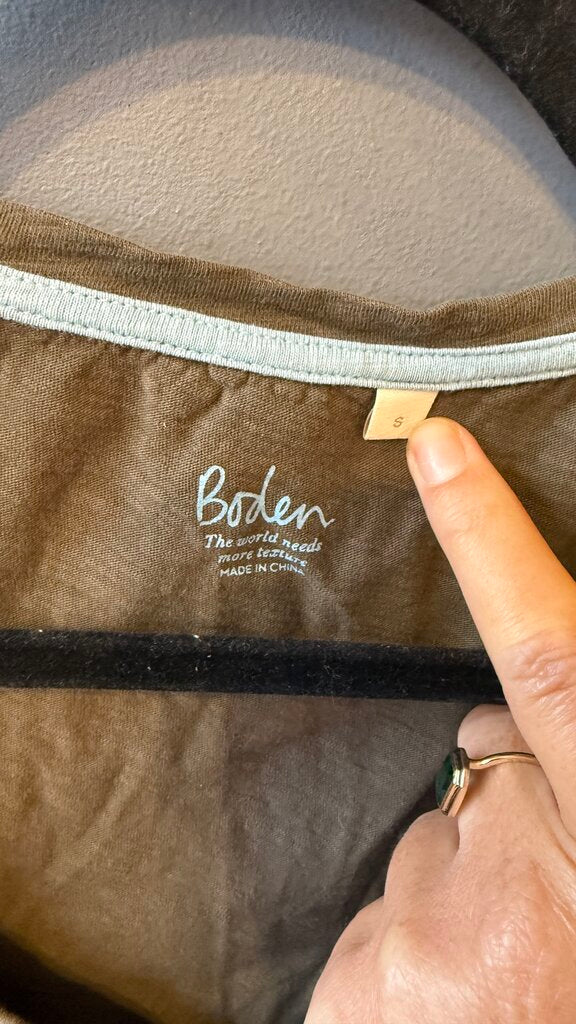 S
Boden
The world needs
more texture
MADE IN CHINA